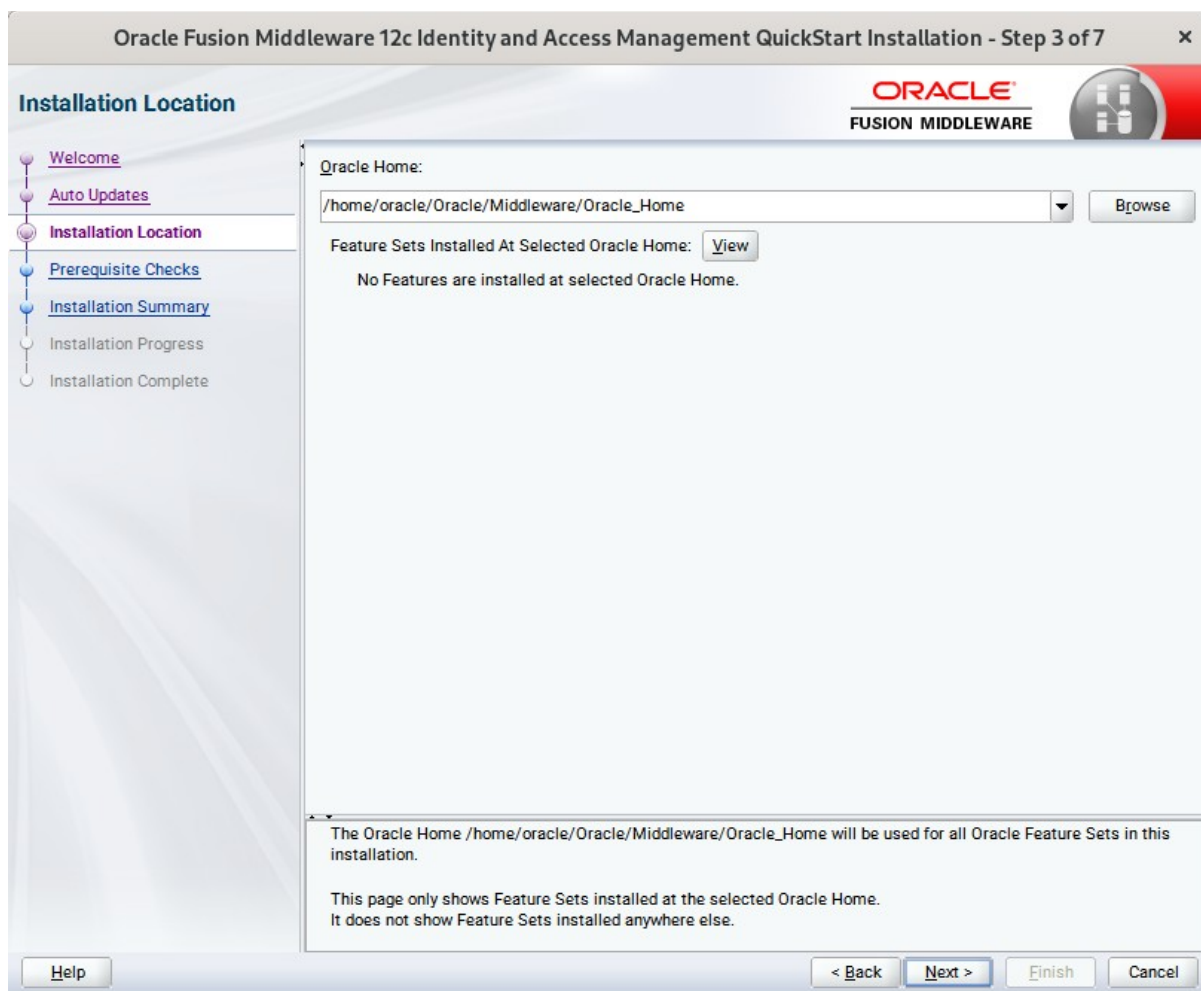 Oracle Fusion Middleware 12c Identity and Access Management QuickStart Installation - Step 3 of 7 ×
Installation Location
ORACLE
FUSION MIDDLEWARE
Welcome
Auto Updates
Installation Location
Prerequisite Checks
Installation Summary
Installation Progress
Installation Complete
Oracle Home:
/home/oracle/Oracle/Middleware/Oracle_Home
Browse
Feature Sets Installed At Selected Oracle Home: View
No Features are installed at selected Oracle Home.
The Oracle Home /home/oracle/Oracle/Middleware/Oracle_Home will be used for all Oracle Feature Sets in this
installation.
This page only shows Feature Sets installed at the selected Oracle Home.
It does not show Feature Sets installed anywhere else.
Help
< Back Next > Finish Cancel